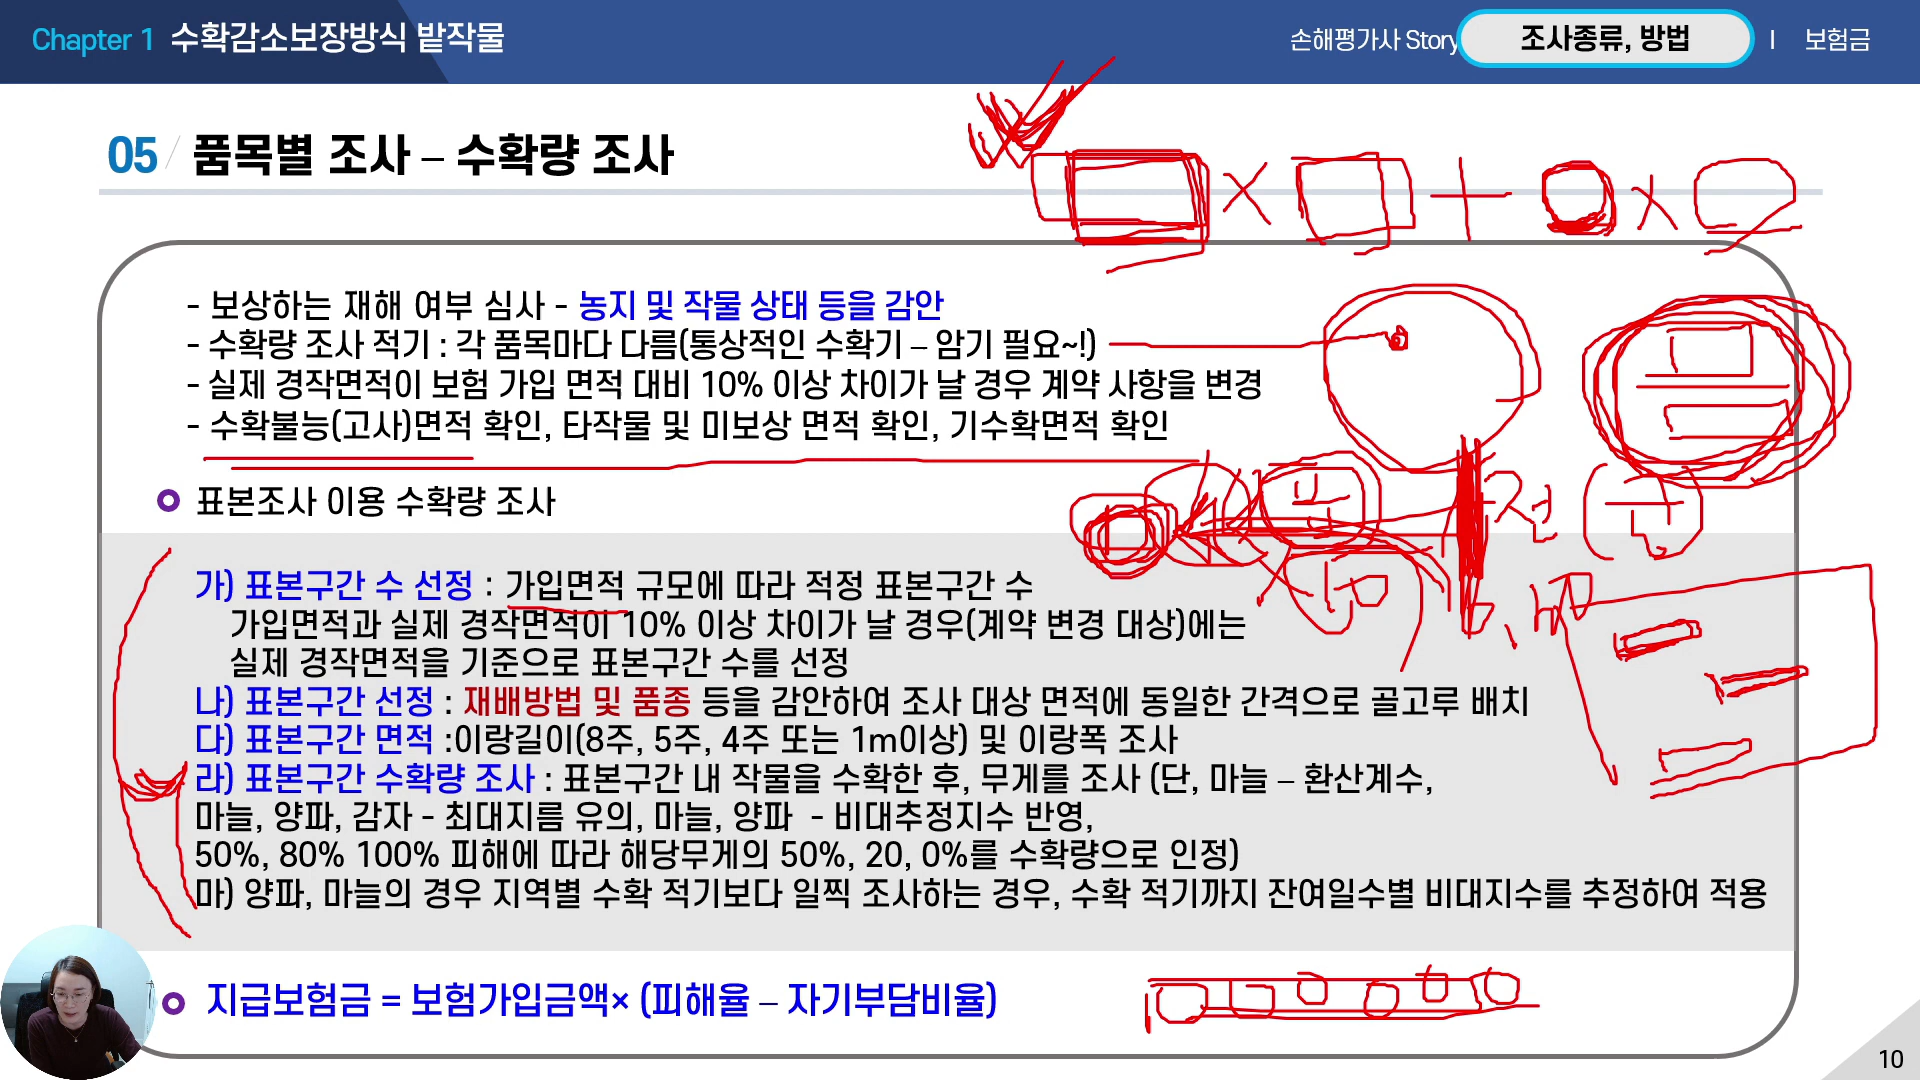 Chapter 1 수확감소보장방식 밭작물
손해평가사 Story 조사종류, 방법 | 보험금
05 / 품목별 조사 – 수확량 조사
- 보상하는 재해 여부 심사 - 농지 및 작물 상태 등을 감안
- 수확량 조사 적기 : 각 품목마다 다름(통상적인 수확기 – 암기 필요~!)
- 실제 경작면적이 보험 가입 면적 대비 10% 이상 차이가 날 경우 계약 사항을 변경
- 수확불능(고사)면적 확인, 타작물 및 미보상 면적 확인, 기수확면적 확인
표본조사 이용 수확량 조사
가) 표본구간 수 선정 : 가입면적 규모에 따라 적정 표본구간 수
가입면적과 실제 경작면적이 10% 이상 차이가 날 경우(계약 변경 대상)에는
실제 경작면적을 기준으로 표본구간 수를 선정
나) 표본구간 선정 : 재배방법 및 품종 등을 감안하여 조사 대상 면적에 동일한 간격으로 골고루 배치
다) 표본구간 면적 :이랑길이(8주, 5주, 4주 또는 1m이상) 및 이랑폭 조사
라) 표본구간 수확량 조사 : 표본구간 내 작물을 수확한 후, 무게를 조사 (단, 마늘 – 환산계수,
마늘, 양파, 감자 - 최대지름 유의, 마늘, 양파 - 비대추정지수 반영,
50%, 80% 100% 피해에 따라 해당무게의 50%, 20, 0%를 수확량으로 인정)
마) 양파, 마늘의 경우 지역별 수확 적기보다 일찍 조사하는 경우, 수확 적기까지 잔여일수별 비대지수를 추정하여 적용
지급보험금 = 보험가입금액× (피해율 – 자기부담비율)
10